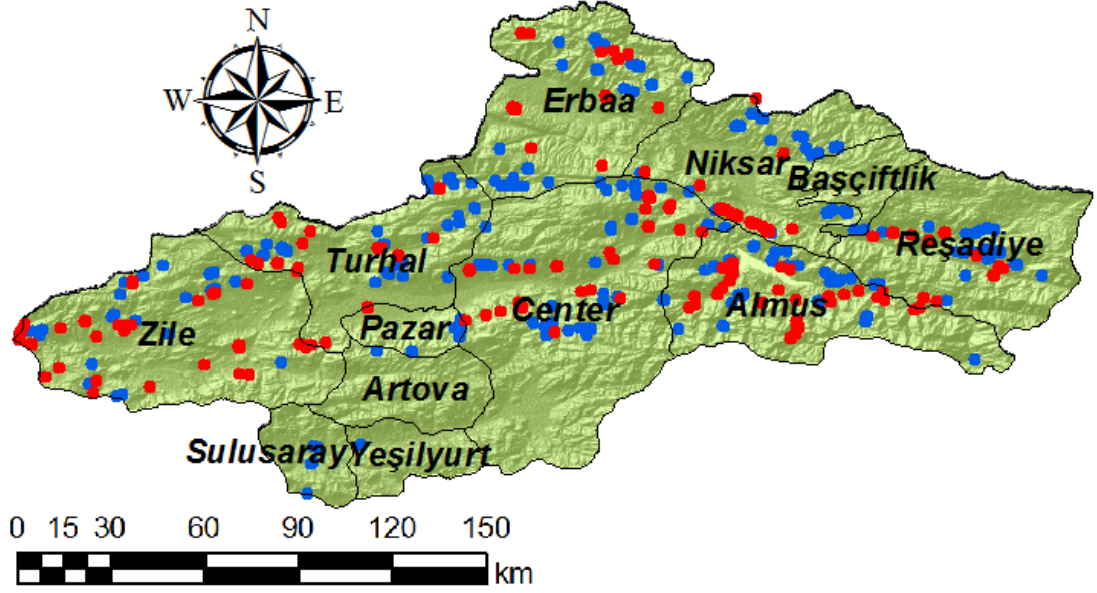 N
W E
S
Erbaa
Niksar
Başçiftlik
Reşadiye
Turhal
Almus
Center
Pazar
Zile
Artova
Sulusaray
Yeşilyurt
0 15 30 60 90 120 150
km